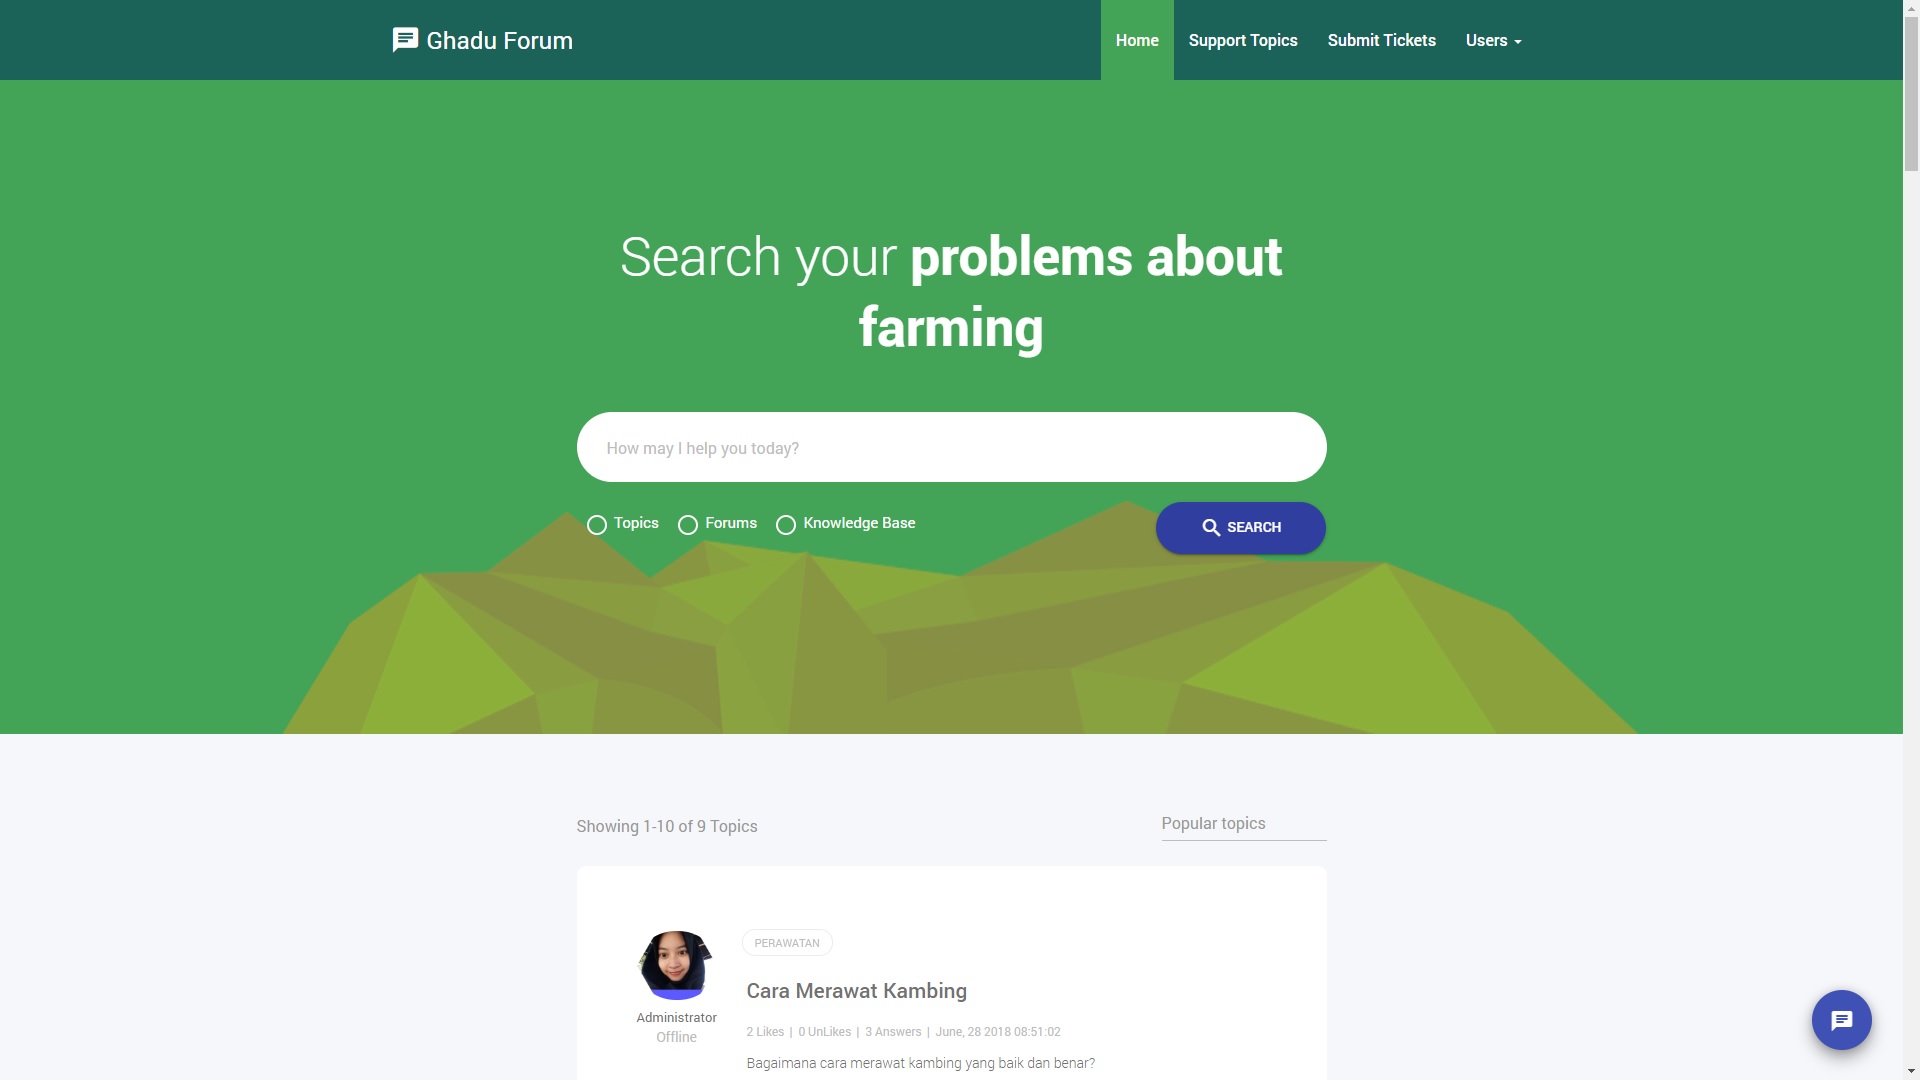 Ghadu Forum
Home
Support Topics
Submit Tickets
Users
Search your problems about
farming
How may I help you today?
Topics
Forums
Knowledge Base
SEARCH
Showing 1-10 of 9 Topics
Popular topics
PERAWATAN
Cara Merawat Kambing
Administrator
Offline
2 Likes | 0 UnLikes | 3 Answers | June, 28 2018 08:51:02
Bagaimana cara merawat kambing yang baik dan benar?